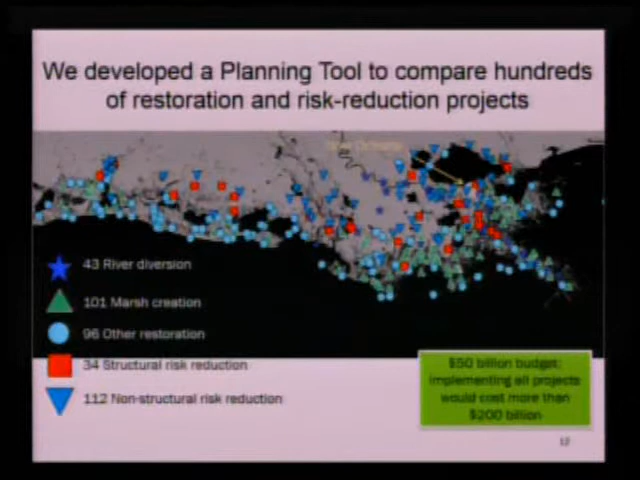 We developed a Planning Tool to compare hundreds
of restoration and risk-reduction projects
New Orleans
43 River diversion
101 Marsh creation
96 Other restoration
34 Structural risk reduction
112 Non-structural risk reduction
$50 billion budget;
implementing all projects
would cost more than
$200 billion
12